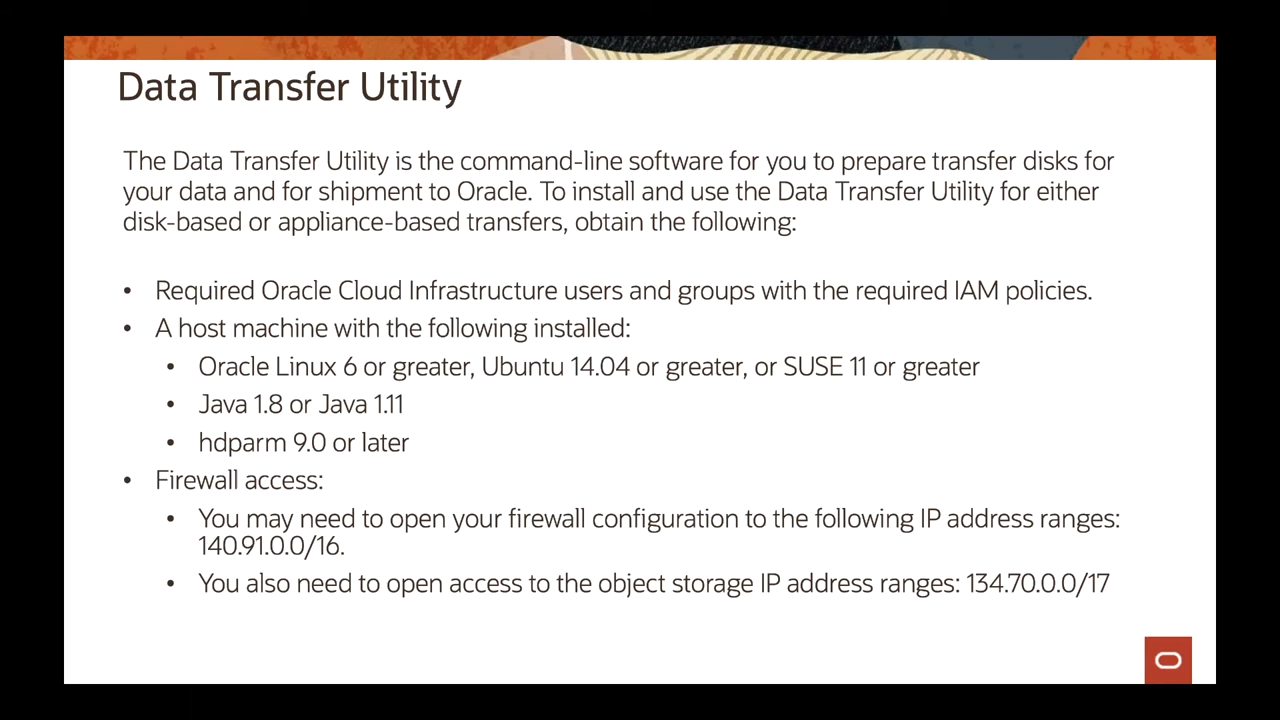 Data Transfer Utility
The Data Transfer Utility is the command-line software for you to prepare transfer disks for
your data and for shipment to Oracle. To install and use the Data Transfer Utility for either
disk-based or appliance-based transfers, obtain the following:
• Required Oracle Cloud Infrastructure users and groups with the required IAM policies.
• A host machine with the following installed:
• Oracle Linux 6 or greater, Ubuntu 14.04 or greater, or SUSE 11 or greater
• Java 1.8 or Java 1.11
• hdparm 9.0 or later
• Firewall access:
• You may need to open your firewall configuration to the following IP address ranges:
140.91.0.0/16.
• You also need to open access to the object storage IP address ranges: 134.70.0.0/17